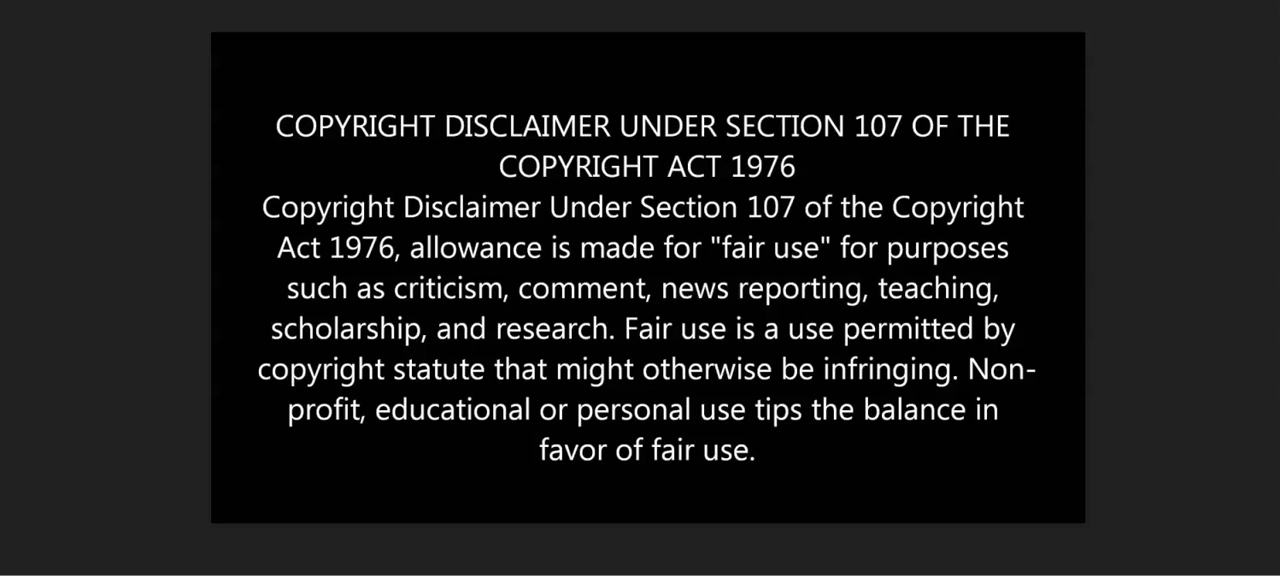 COPYRIGHT DISCLAIMER UNDER SECTION 107 OF THE
COPYRIGHT ACT 1976
Copyright Disclaimer Under Section 107 of the Copyright
Act 1976, allowance is made for "fair use" for purposes
such as criticism, comment, news reporting, teaching,
scholarship, and research. Fair use is a use permitted by
copyright statute that might otherwise be infringing. Non-
profit, educational or personal use tips the balance in
favor of fair use.